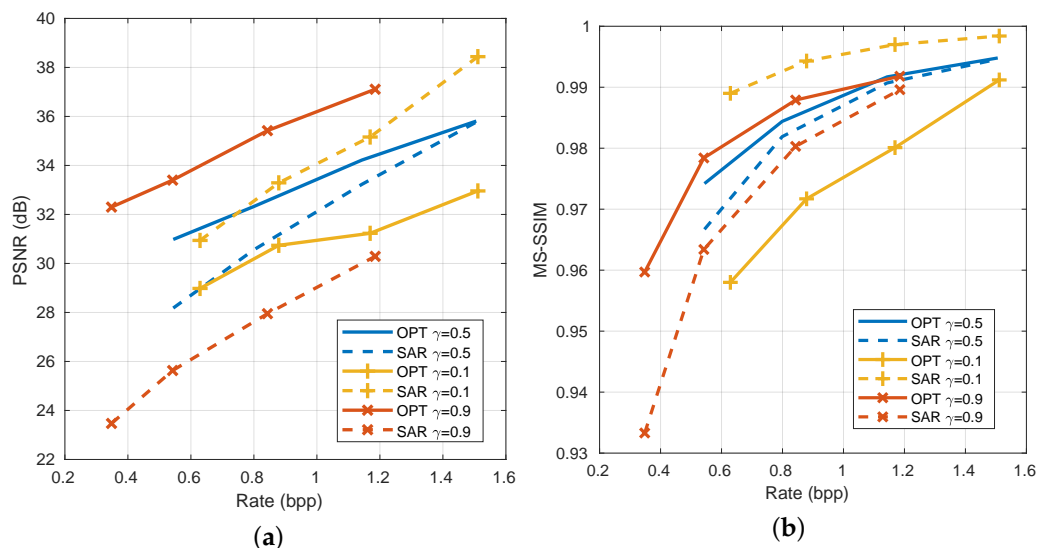 40
38
36
34
32
30
28
26
24
22
PSNR (dB)
0.2 0.4 0.6 0.8 1 1.2 1.4 1.6
Rate (bpp)
OPT γ=0.5
SAR γ=0.5
OPT γ=0.1
SAR γ=0.1
OPT γ=0.9
SAR γ=0.9
(a)
1
0.99
0.98
0.97
0.96
0.95
0.94
0.93
MS-SSIM
0.2 0.4 0.6 0.8 1 1.2 1.4 1.6
Rate (bpp)
OPT γ=0.5
SAR γ=0.5
OPT γ=0.1
SAR γ=0.1
OPT γ=0.9
SAR γ=0.9
(b)